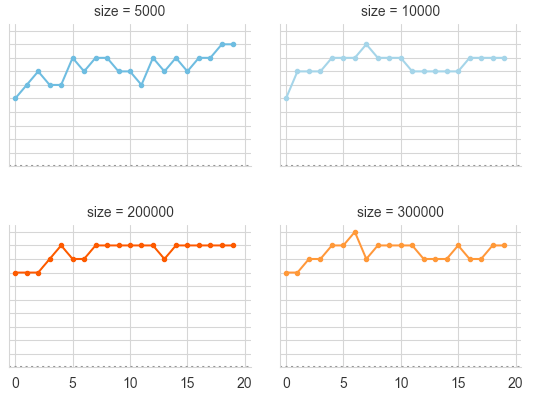 size = 5000
size = 10000
size = 200000
size = 300000
0 5 10 15 20
0 5 10 15 20